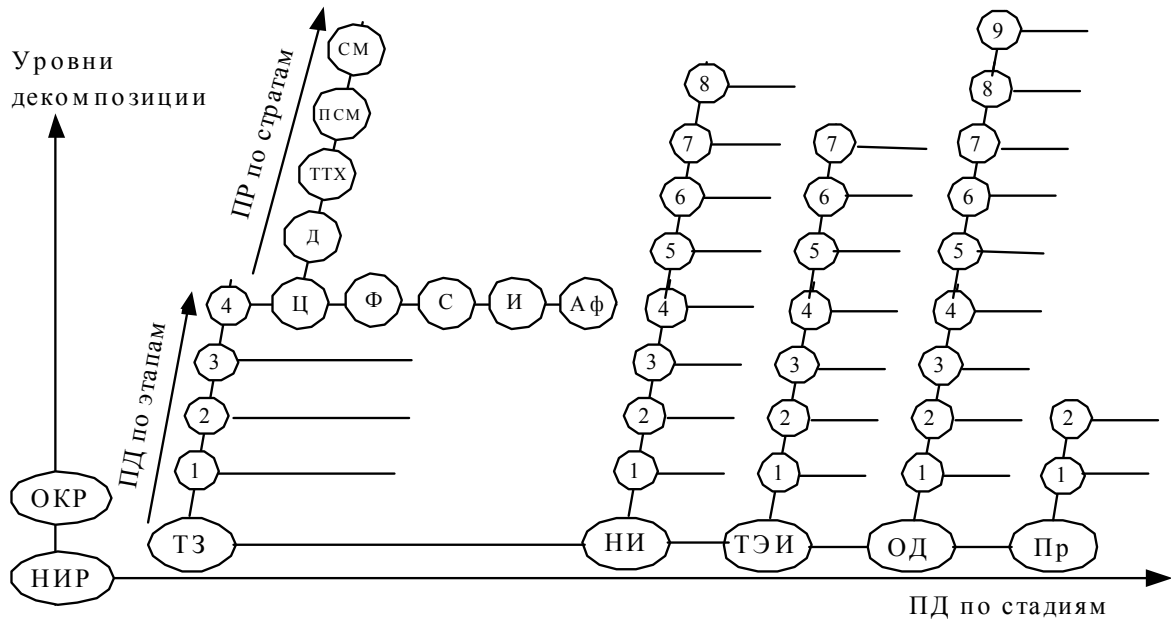 Уровни
декомпозиции
ПР по стратам
ПД по этапам
СМ
ПСМ
ТТХ
Д
4 Ц Ф С И Аф
3
2
1
8
7
6
5
4
3
2
1
7
6
5
4
3
2
1
9
8
7
6
5
4
3
2
1
2
1
ОКР
НИР
ТЗ НИ ТЭИ ОД Пр
ПД по стадиям